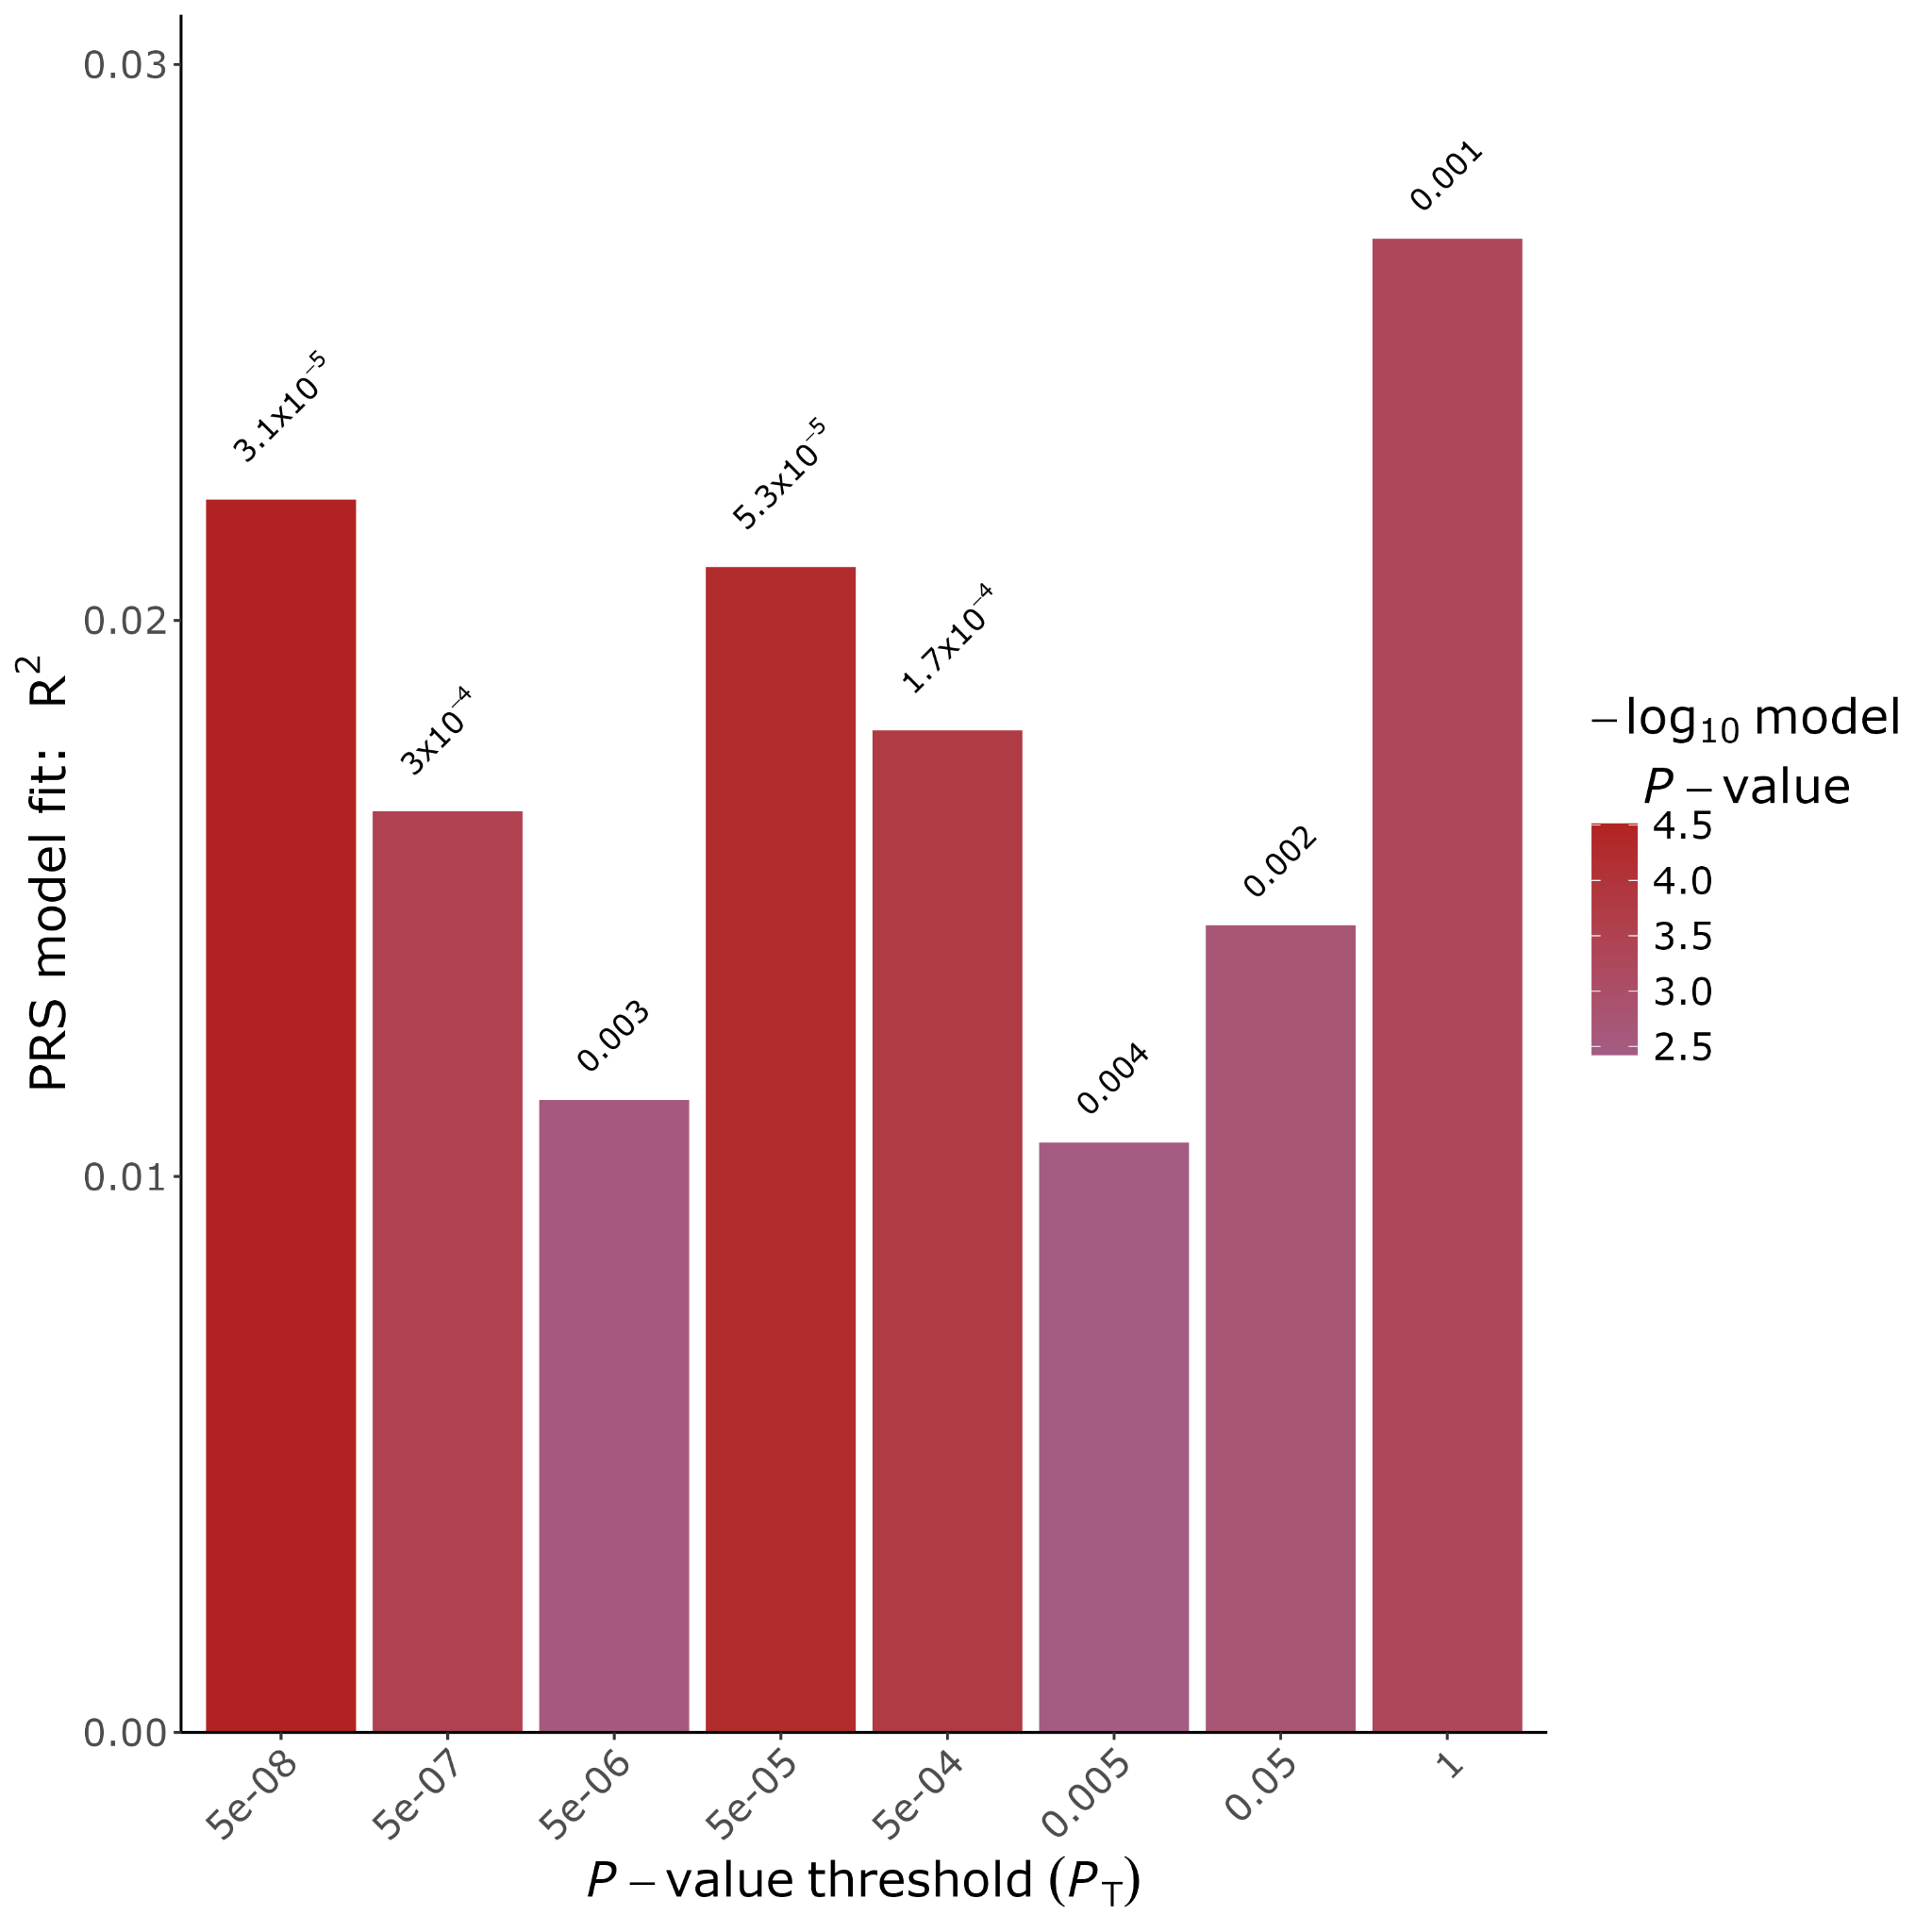 PRS model fit: R²
0.03
0.02
0.01
0.00
3.1x10⁻⁵
3x10⁻⁴
0.003
5.3x10⁻⁵
1.7x10⁻⁴
0.004
0.002
0.001
5e-08
5e-07
5e-06
5e-05
5e-04
0.005
0.05
1
P – value threshold (P_T)
– log₁₀ model
P – value
4.5
4.0
3.5
3.0
2.5